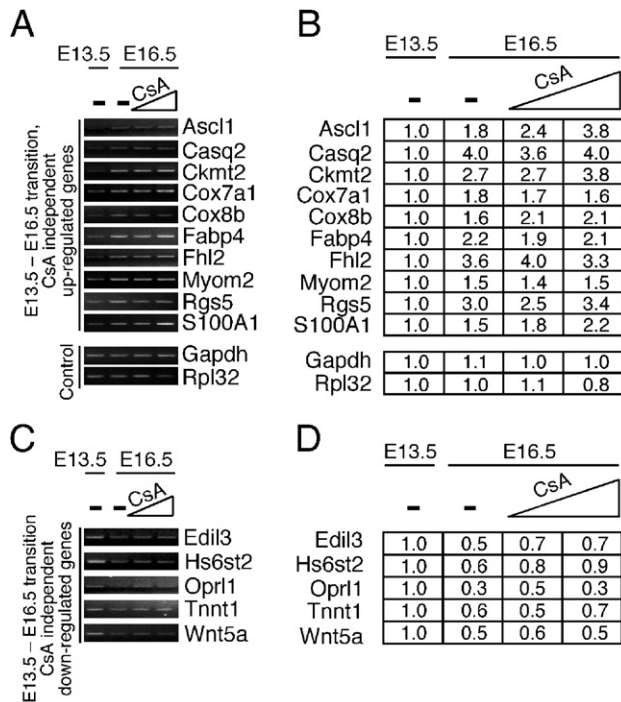 A
E13.5 E16.5
- - CsA
E13.5 – E16.5 transition,
CsA independent
up-regulated genes
Ascl1
Casq2
Ckmt2
Cox7a1
Cox8b
Fabp4
Fhl2
Myom2
Rgs5
S100A1
Control
Gapdh
Rpl32
B
E13.5 E16.5
- - CsA
Ascl1 1.0 1.8 2.4 3.8
Casq2 1.0 4.0 3.6 4.0
Ckmt2 1.0 2.7 2.7 3.8
Cox7a1 1.0 1.8 1.7 1.6
Cox8b 1.0 1.6 2.1 2.1
Fabp4 1.0 2.2 1.9 2.1
Fhl2 1.0 3.6 4.0 3.3
Myom2 1.0 1.5 1.4 1.5
Rgs5 1.0 3.0 2.5 3.4
S100A1 1.0 1.5 1.8 2.2
Gapdh 1.0 1.1 1.0 1.0
Rpl32 1.0 1.0 1.1 0.8
C
E13.5 E16.5
- - CsA
E13.5 – E16.5 transition
CsA independent
down-regulated genes
Edil3
Hs6st2
Oprl1
Tnnt1
Wnt5a
D
E13.5 E16.5
- - CsA
Edil3 1.0 0.5 0.7 0.7
Hs6st2 1.0 0.6 0.8 0.9
Oprl1 1.0 0.3 0.5 0.3
Tnnt1 1.0 0.6 0.5 0.7
Wnt5a 1.0 0.5 0.6 0.5